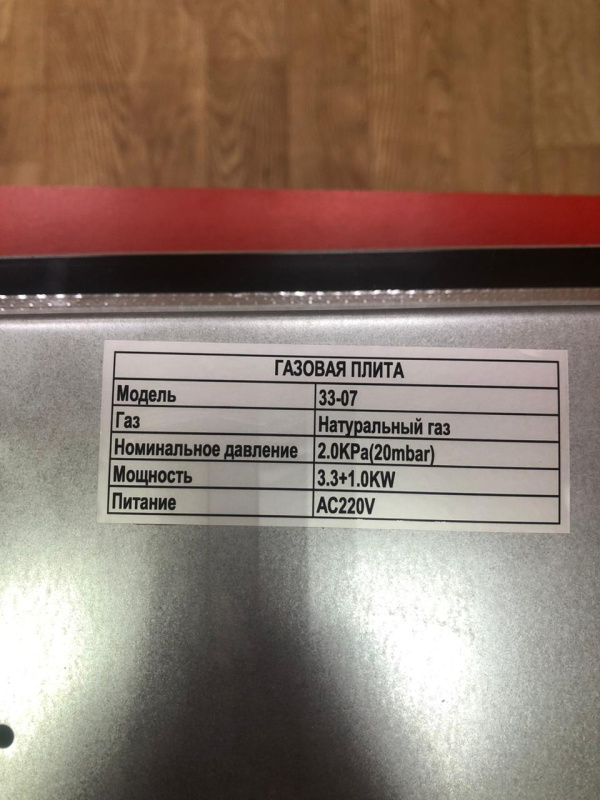 ГАЗОВАЯ ПЛИТА
Модель 33-07
Газ Натуральный газ
Номинальное давление 2.0KPa(20mbar)
Мощность 3.3+1.0KW
Питание AC220V